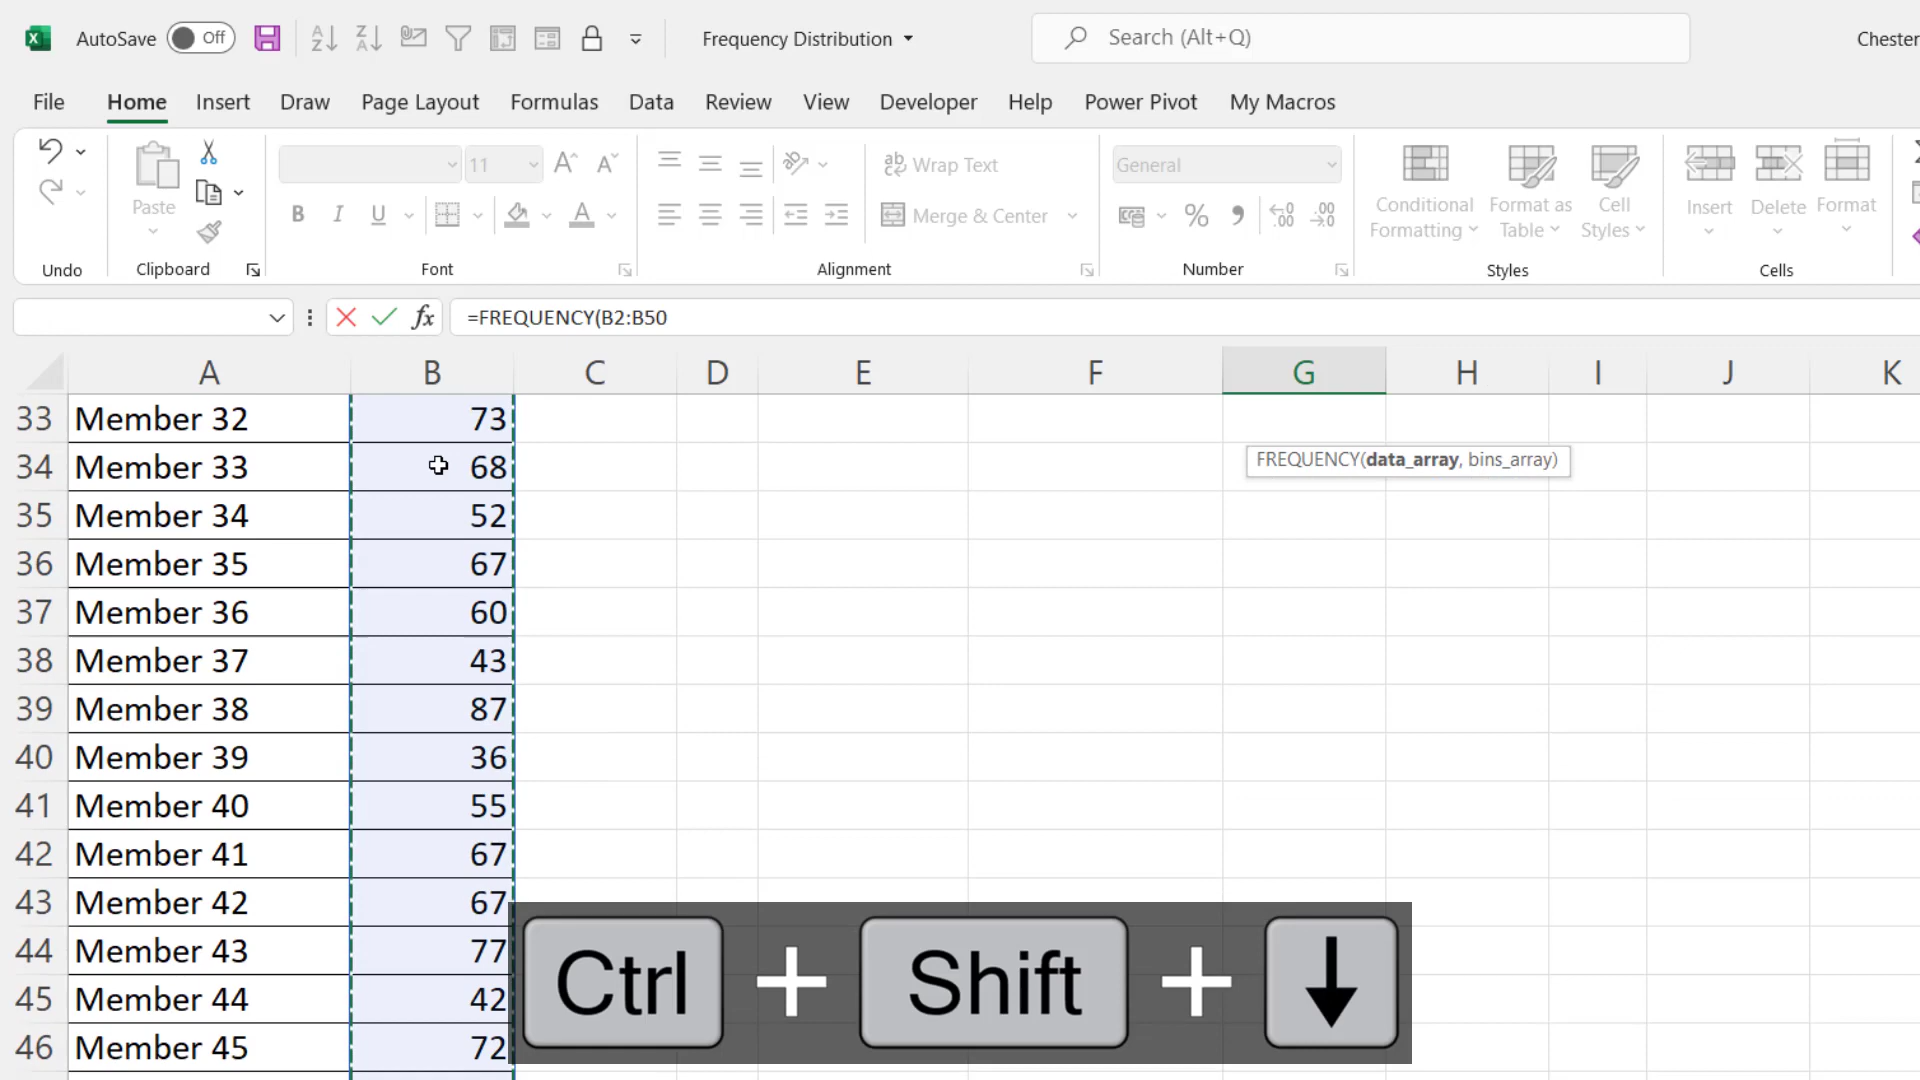 AutoSave Off Frequency Distribution Search (Alt+Q) Chester
File Home Insert Draw Page Layout Formulas Data Review View Developer Help Power Pivot My Macros
11 Wrap Text General
Paste B I U Merge & Center % Conditional Formatting Format as Table Cell Styles Insert Delete Format
Undo Clipboard Font Alignment Number Styles Cells
fx =FREQUENCY(B2:B50
A B C D E F G H I J K
33 Member 32 73
34 Member 33 68 FREQUENCY(data_array, bins_array)
35 Member 34 52
36 Member 35 67
37 Member 36 60
38 Member 37 43
39 Member 38 87
40 Member 39 36
41 Member 40 55
42 Member 41 67
43 Member 42 67
44 Member 43 77
45 Member 44 42
46 Member 45 72
Ctrl + Shift + ↓